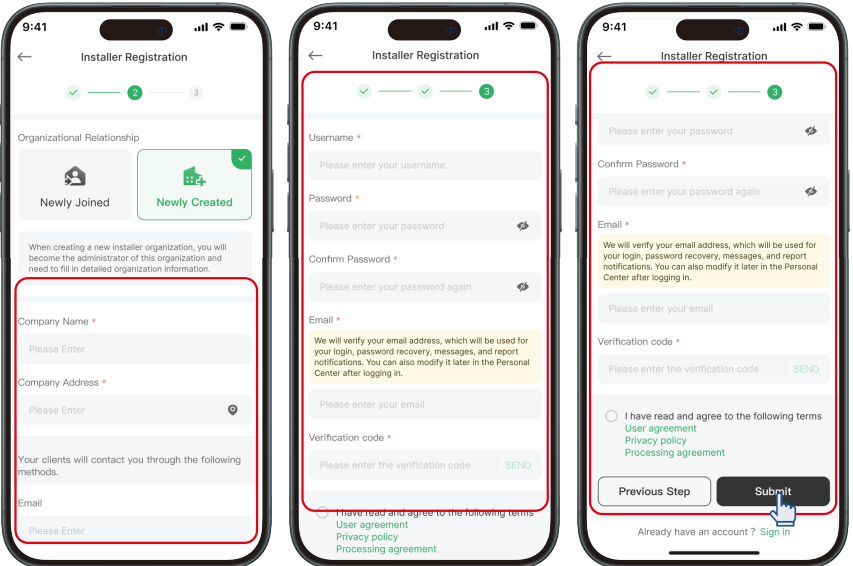 9:41
Installer Registration
2
3
Organizational Relationship
Newly Joined
Newly Created
When creating a new installer organization, you will
become the administrator of this organization and
need to fill in detailed organization information.
Company Name *
Please Enter
Company Address *
Please Enter
Your clients will contact you through the following
methods.
Email
Please Enter
9:41
Installer Registration
3
Username *
Please enter your username.
Password *
Please enter your password
Confirm Password *
Please enter your password again
Email *
We will verify your email address, which will be used for
your login, password recovery, messages, and report
notifications. You can also modify it later in the Personal
Center after logging in.
Please enter your email
Verification code *
Please enter the verification code
SEND
I have read and agree to the following terms
User agreement
Privacy policy
Processing agreement
9:41
Installer Registration
3
Please enter your password
Confirm Password *
Please enter your password again
Email *
We will verify your email address, which will be used for
your login, password recovery, messages, and report
notifications. You can also modify it later in the Personal
Center after logging in.
Please enter your email
Verification code *
Please enter the verification code
SEND
I have read and agree to the following terms
User agreement
Privacy policy
Processing agreement
Previous Step
Submit
Already have an account ? Sign in